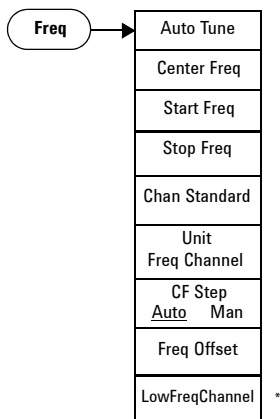 Freq
Auto Tune
Center Freq
Start Freq
Stop Freq
Chan Standard
Unit
Freq Channel
CF Step
Auto Man
Freq Offset
LowFreqChannel *